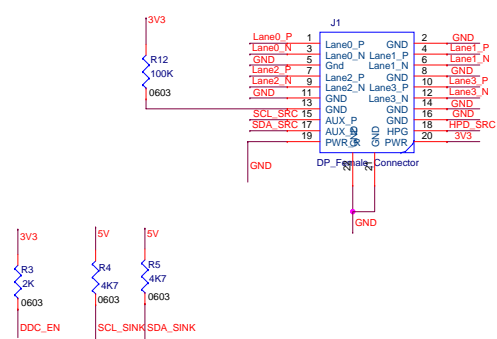 3V3
R12
100K
0603
J1
Lane0_P 1 Lane0_P GND 2 GND
Lane0_N 3 Lane0_N Lane1_P 4 Lane1_P
GND 5 Gnd Lane1_N 6 Lane1_N
Lane2_P 7 Lane2_P GND 8 GND
Lane2_N 9 Lane2_N Lane3_P 10 Lane3_P
GND 11 GND Lane3_N 12 Lane3_N
13 GND GND 14 GND
SCL_SRC 15 AUX_P GND 16 GND
SDA_SRC 17 AUX_N HPG 18 HPD_SRC
19 PWR_R PWR 20 3V3
GND GND
DP_Female_Connector
22 21
GND
GND
3V3 5V 5V
R3 R4 R5
2K 4K7 4K7
0603 0603 0603
DDC_EN SCL_SINK SDA_SINK